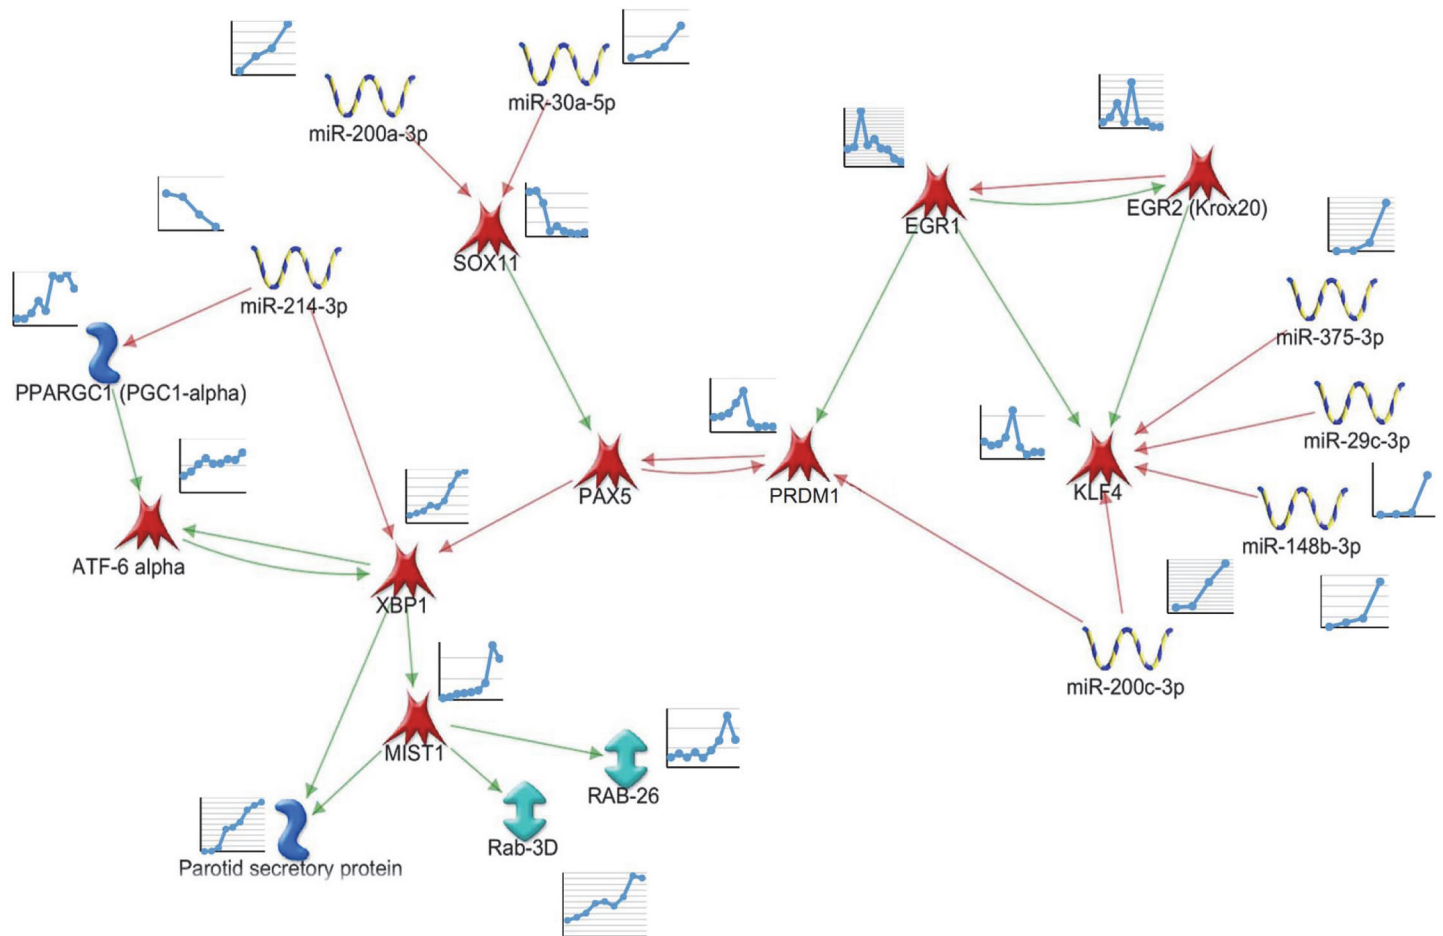 miR-30a-5p
miR-200a-3p
EGR2 (Krox20)
EGR1
SOX11
miR-214-3p
miR-375-3p
PPARGC1 (PGC1-alpha)
miR-29c-3p
PAX5
PRDM1
KLF4
miR-148b-3p
ATF-6 alpha
XBP1
miR-200c-3p
MIST1
RAB-26
Rab-3D
Parotid secretory protein